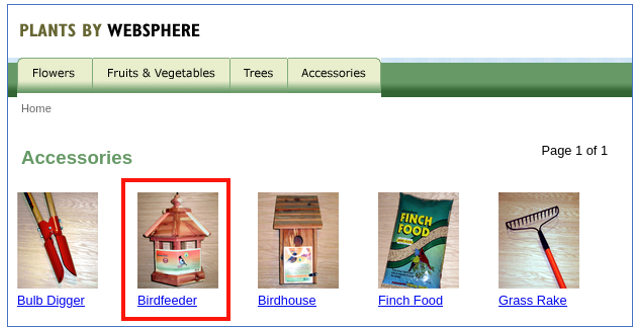 PLANTS BY WEBSPHERE
Flowers Fruits & Vegetables Trees Accessories
Home
Page 1 of 1
Accessories
FINCH
FOOD
Bulb Digger Birdfeeder Birdhouse Finch Food Grass Rake